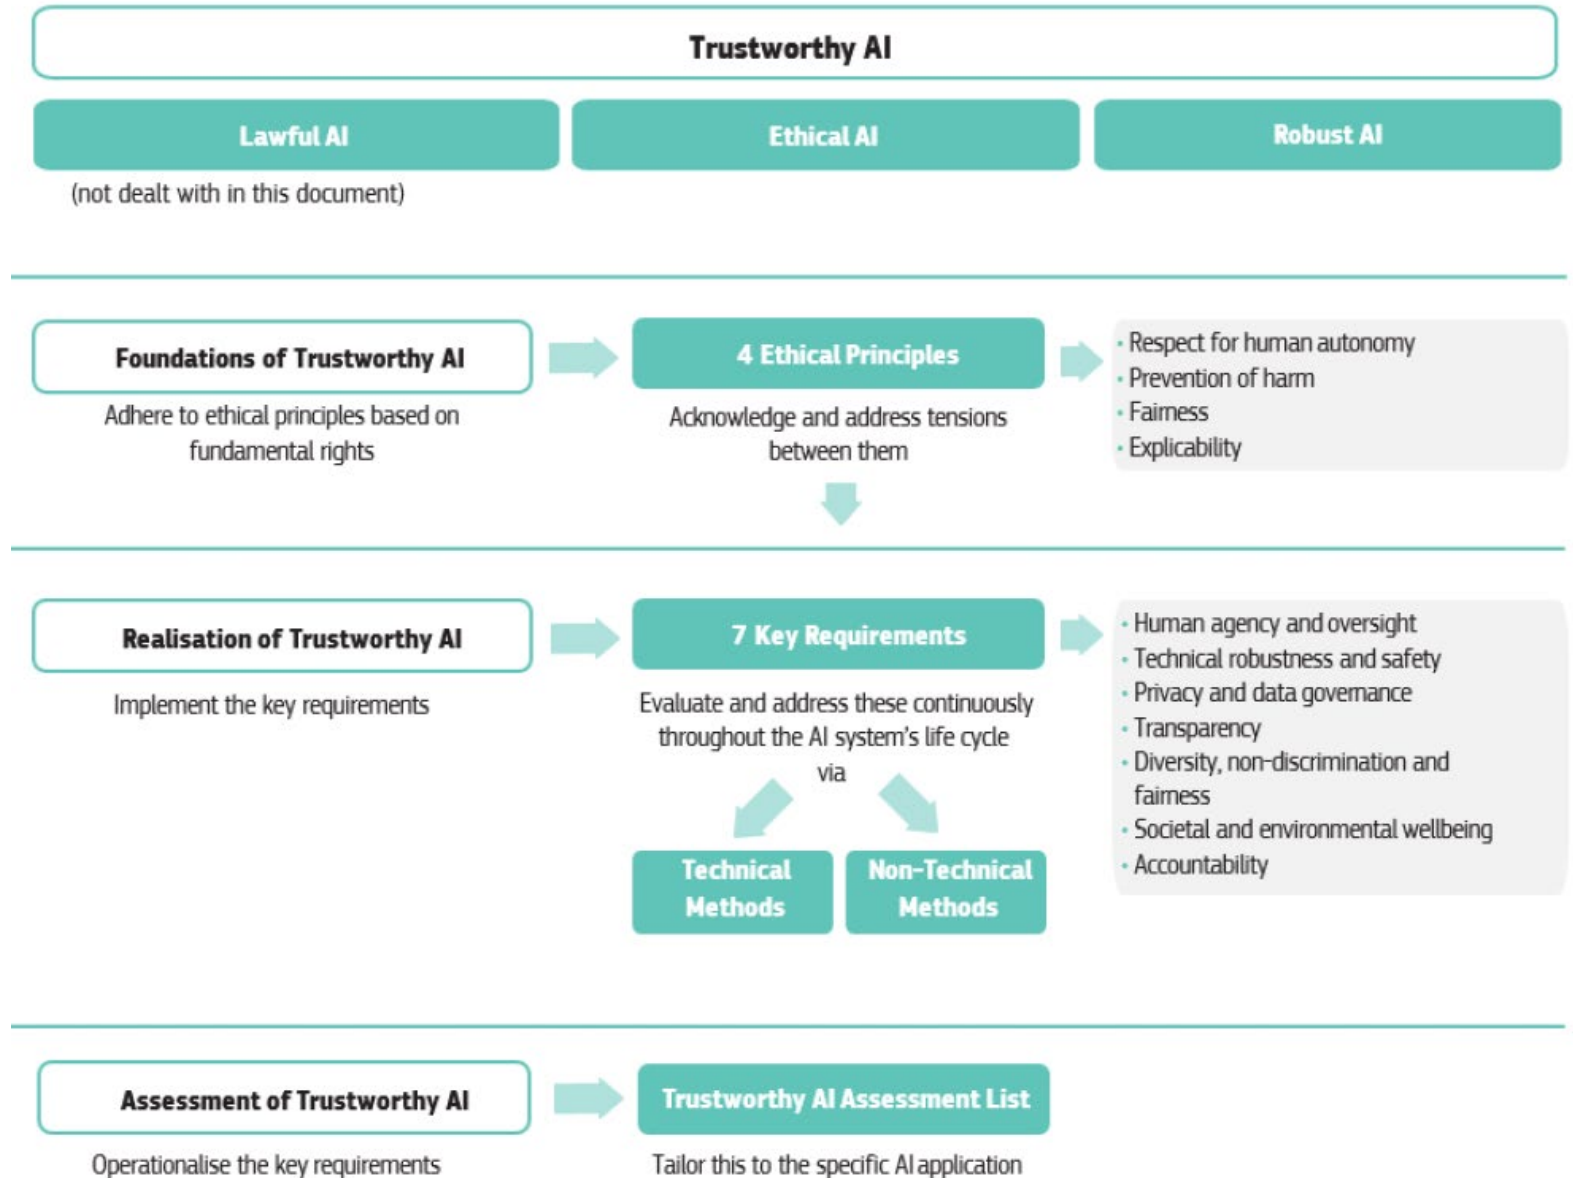 Trustworthy AI
Lawful AI
Ethical AI
Robust AI
(not dealt with in this document)
Foundations of Trustworthy AI
Adhere to ethical principles based on
fundamental rights
4 Ethical Principles
Acknowledge and address tensions
between them
• Respect for human autonomy
• Prevention of harm
• Fairness
• Explicability
Realisation of Trustworthy AI
Implement the key requirements
7 Key Requirements
Evaluate and address these continuously
throughout the AI system's life cycle
via
Technical
Methods
Non-Technical
Methods
• Human agency and oversight
• Technical robustness and safety
• Privacy and data governance
• Transparency
• Diversity, non-discrimination and
fairness
• Societal and environmental wellbeing
• Accountability
Assessment of Trustworthy AI
Operationalise the key requirements
Trustworthy AI Assessment List
Tailor this to the specific AI application